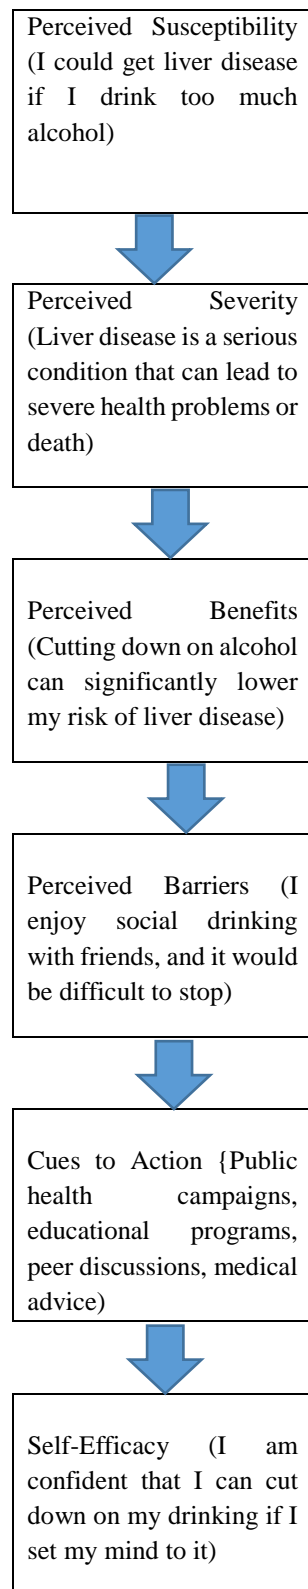 Perceived Susceptibility
(I could get liver disease
if I drink too much
alcohol)
Perceived Severity
(Liver disease is a serious
condition that can lead to
severe health problems or
death)
Perceived Benefits
(Cutting down on alcohol
can significantly lower
my risk of liver disease)
Perceived Barriers (I
enjoy social drinking
with friends, and it would
be difficult to stop)
Cues to Action {Public
health campaigns,
educational programs,
peer discussions, medical
advice)
Self-Efficacy (I am
confident that I can cut
down on my drinking if I
set my mind to it)